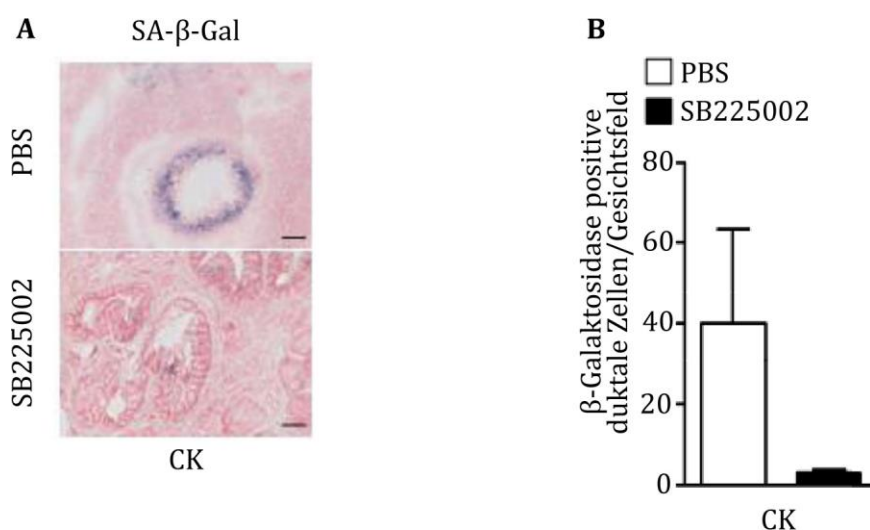 A
SA-β-Gal
PBS
SB225002
CK
B
PBS
SB225002
β-Galaktosidase positive
duktale Zellen/Gesichtsfeld
80
60
40
20
0
CK